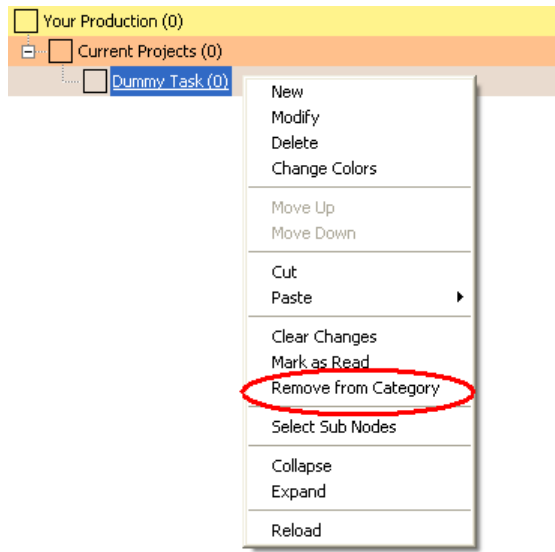 Your Production (0)
Current Projects (0)
Dummy Task (0)
New
Modify
Delete
Change Colors
Move Up
Move Down
Cut
Paste
Clear Changes
Mark as Read
Remove from Category
Select Sub Nodes
Collapse
Expand
Reload